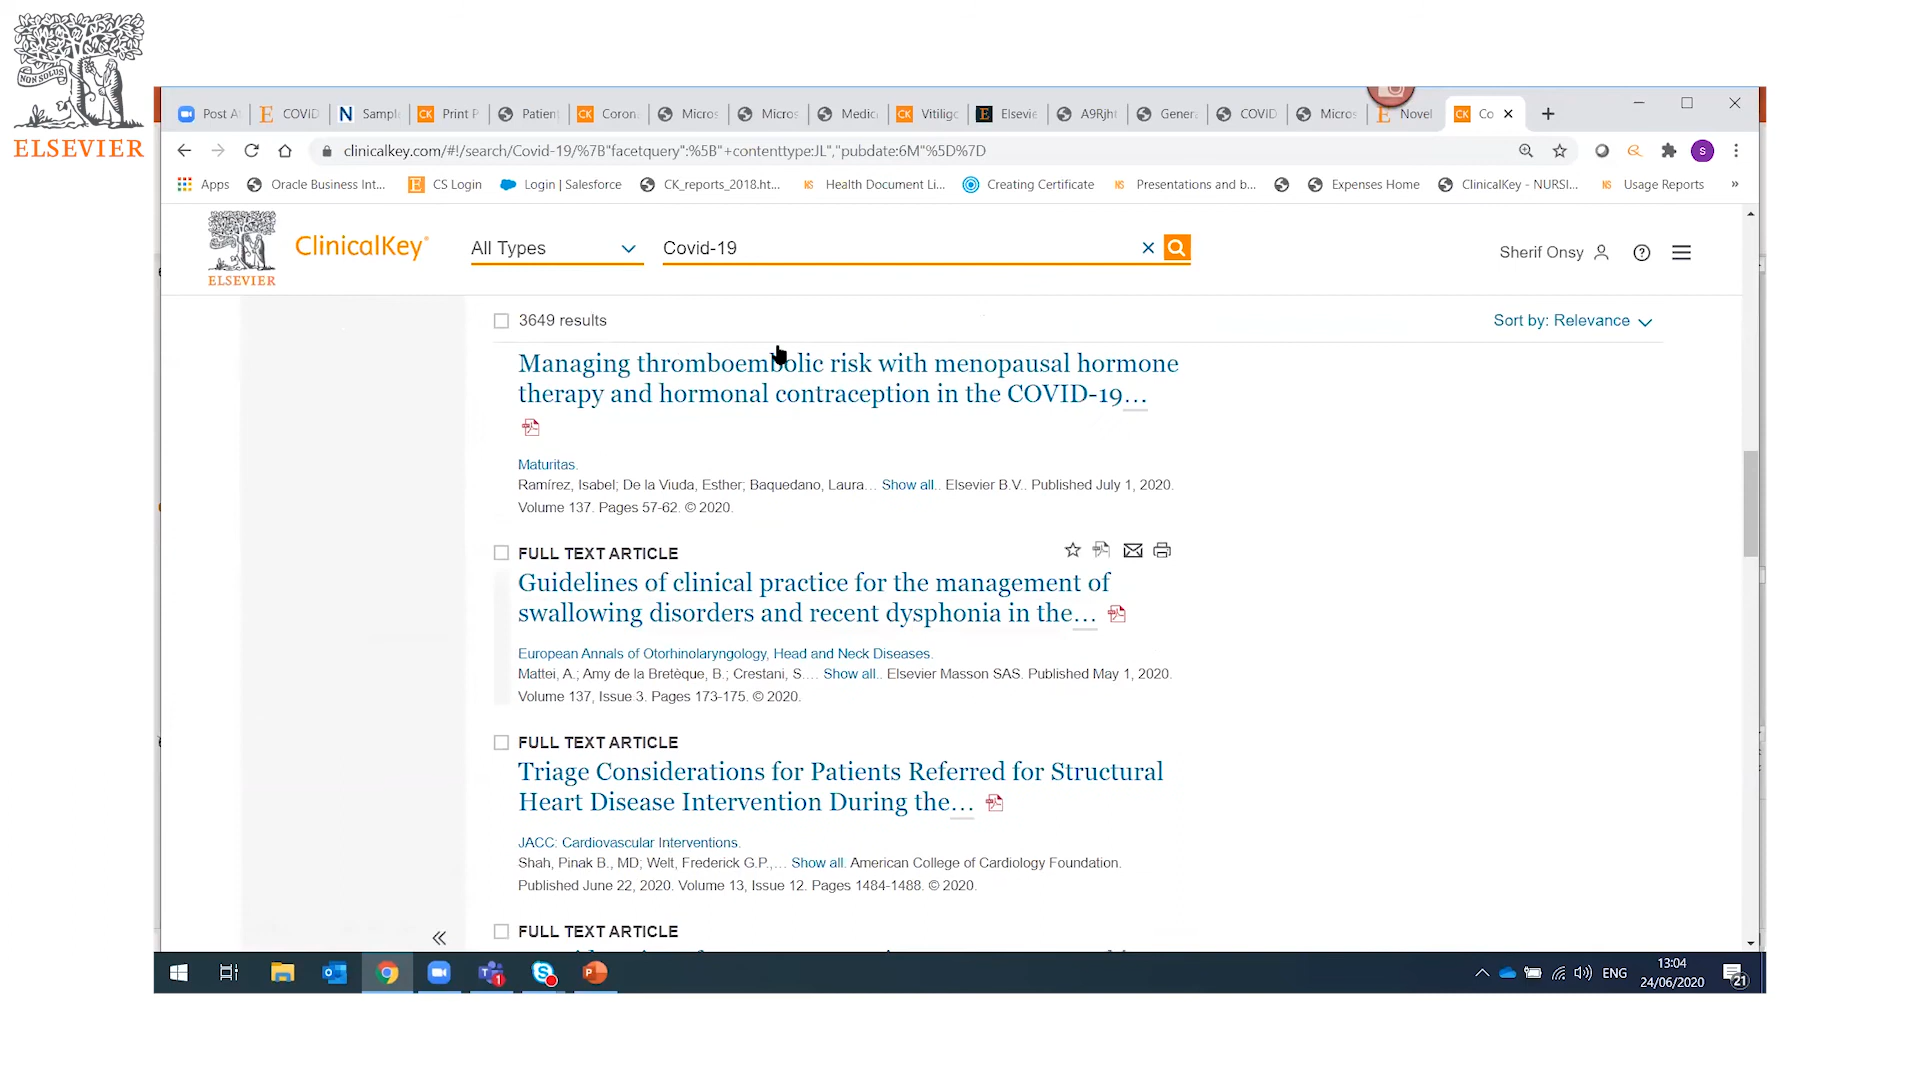 NON SOLUS
ELSEVIER
Post A
COVID
Sampl
Print P
Patien
Coron
Micros
Micros
Medic
Vitiligo
Elsevie
A9Rjht
Genera
COVID
Micros
Novel
Co
clinicalkey.com/#!/search/Covid-19/%7B"facetquery":%5B"+contenttype:JL","pubdate:6M"%5D%7D
S
Apps
Oracle Business Int...
CS Login
Login | Salesforce
CK_reports_2018.ht...
Health Document Li...
Creating Certificate
Presentations and b...
Expenses Home
ClinicalKey - NURSI...
Usage Reports
»
ELSEVIER
ClinicalKey®
All Types
Covid-19
Sherif Onsy
3649 results
Sort by: Relevance
Managing thromboembolic risk with menopausal hormone
therapy and hormonal contraception in the COVID-19...
Maturitas.
Ramírez, Isabel; De la Viuda, Esther; Baquedano, Laura... Show all.. Elsevier B.V.. Published July 1, 2020.
Volume 137. Pages 57-62. © 2020.
FULL TEXT ARTICLE
Guidelines of clinical practice for the management of
swallowing disorders and recent dysphonia in the...
European Annals of Otorhinolaryngology, Head and Neck Diseases.
Mattei, A.; Amy de la Bretèque, B.; Crestani, S.... Show all.. Elsevier Masson SAS. Published May 1, 2020.
Volume 137, Issue 3. Pages 173-175. © 2020.
FULL TEXT ARTICLE
Triage Considerations for Patients Referred for Structural
Heart Disease Intervention During the...
JACC: Cardiovascular Interventions.
Shah, Pinak B., MD; Welt, Frederick G.P.,... Show all. American College of Cardiology Foundation.
Published June 22, 2020. Volume 13, Issue 12. Pages 1484-1488. © 2020.
FULL TEXT ARTICLE
ENG
13:04
24/06/2020
21